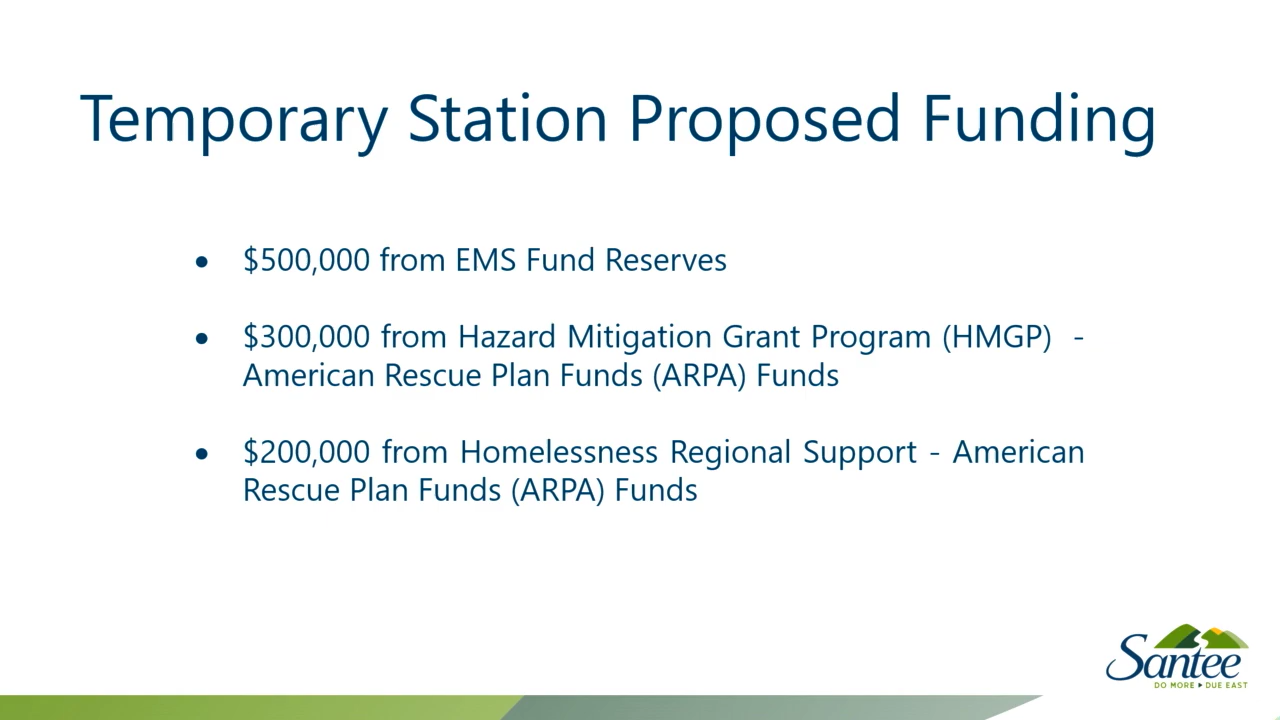 Temporary Station Proposed Funding
• $500,000 from EMS Fund Reserves
• $300,000 from Hazard Mitigation Grant Program (HMGP) -
American Rescue Plan Funds (ARPA) Funds
• $200,000 from Homelessness Regional Support - American
Rescue Plan Funds (ARPA) Funds
Santee
DO MORE ▸ DUE EAST